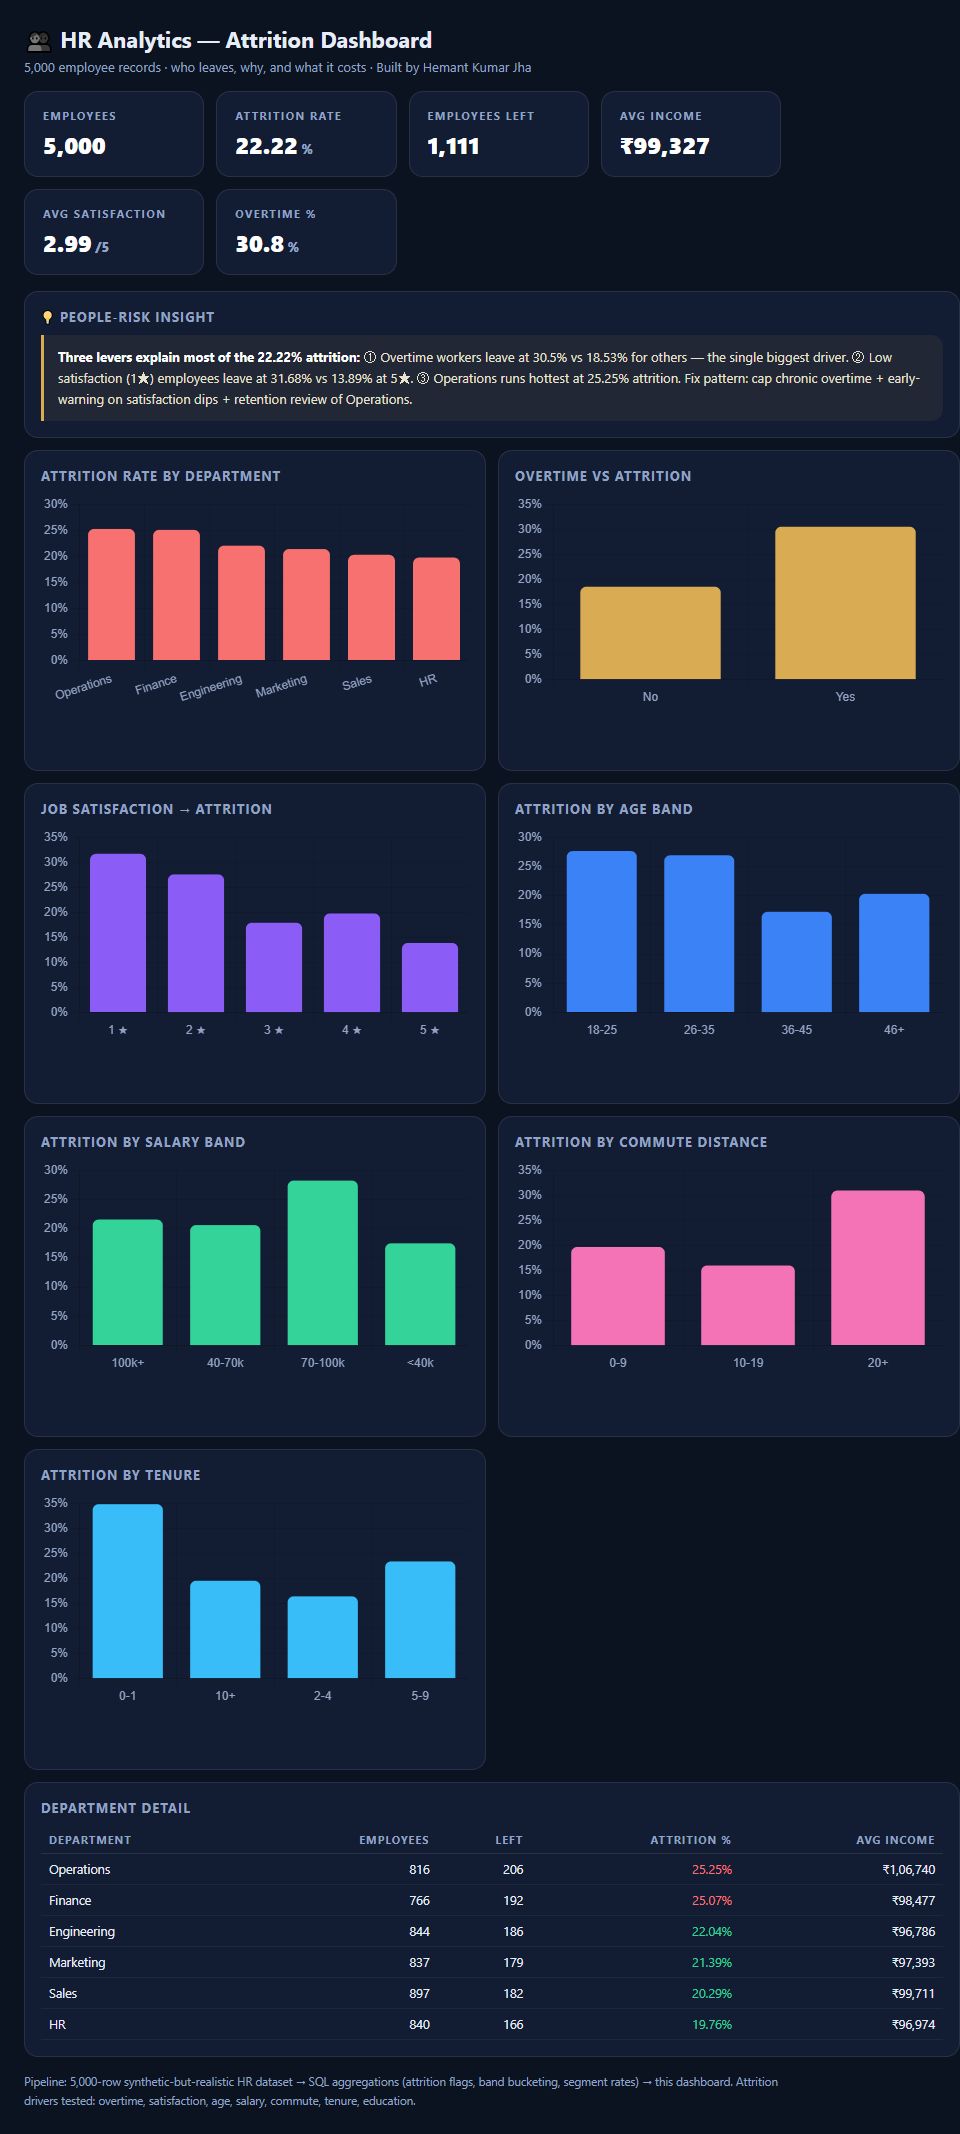 HR Analytics — Attrition Dashboard
5,000 employee records · who leaves, why, and what it costs · Built by Hemant Kumar Jha
EMPLOYEES
5,000
ATTRITION RATE
22.22 %
EMPLOYEES LEFT
1,111
AVG INCOME
₹99,327
AVG SATISFACTION
2.99 /5
OVERTIME %
30.8 %
💡 PEOPLE-RISK INSIGHT
Three levers explain most of the 22.22% attrition: ① Overtime workers leave at 30.5% vs 18.53% for others — the single biggest driver. ② Low
satisfaction (1★) employees leave at 31.68% vs 13.89% at 5★. ③ Operations runs hottest at 25.25% attrition. Fix pattern: cap chronic overtime + early-
warning on satisfaction dips + retention review of Operations.
ATTRITION RATE BY DEPARTMENT
30%
25%
20%
15%
10%
5%
0%
Operations Finance Engineering Marketing Sales HR
OVERTIME VS ATTRITION
35%
30%
25%
20%
15%
10%
5%
0%
No Yes
JOB SATISFACTION → ATTRITION
35%
30%
25%
20%
15%
10%
5%
0%
1 ★ 2 ★ 3 ★ 4 ★ 5 ★
ATTRITION BY AGE BAND
30%
25%
20%
15%
10%
5%
0%
18-25 26-35 36-45 46+
ATTRITION BY SALARY BAND
30%
25%
20%
15%
10%
5%
0%
100k+ 40-70k 70-100k <40k
ATTRITION BY COMMUTE DISTANCE
35%
30%
25%
20%
15%
10%
5%
0%
0-9 10-19 20+
ATTRITION BY TENURE
35%
30%
25%
20%
15%
10%
5%
0%
0-1 10+ 2-4 5-9
DEPARTMENT DETAIL
DEPARTMENT EMPLOYEES LEFT ATTRITION % AVG INCOME
Operations 816 206 25.25% ₹1,06,740
Finance 766 192 25.07% ₹98,477
Engineering 844 186 22.04% ₹96,786
Marketing 837 179 21.39% ₹97,393
Sales 897 182 20.29% ₹99,711
HR 840 166 19.76% ₹96,974
Pipeline: 5,000-row synthetic-but-realistic HR dataset → SQL aggregations (attrition flags, band bucketing, segment rates) → this dashboard. Attrition
drivers tested: overtime, satisfaction, age, salary, commute, tenure, education.